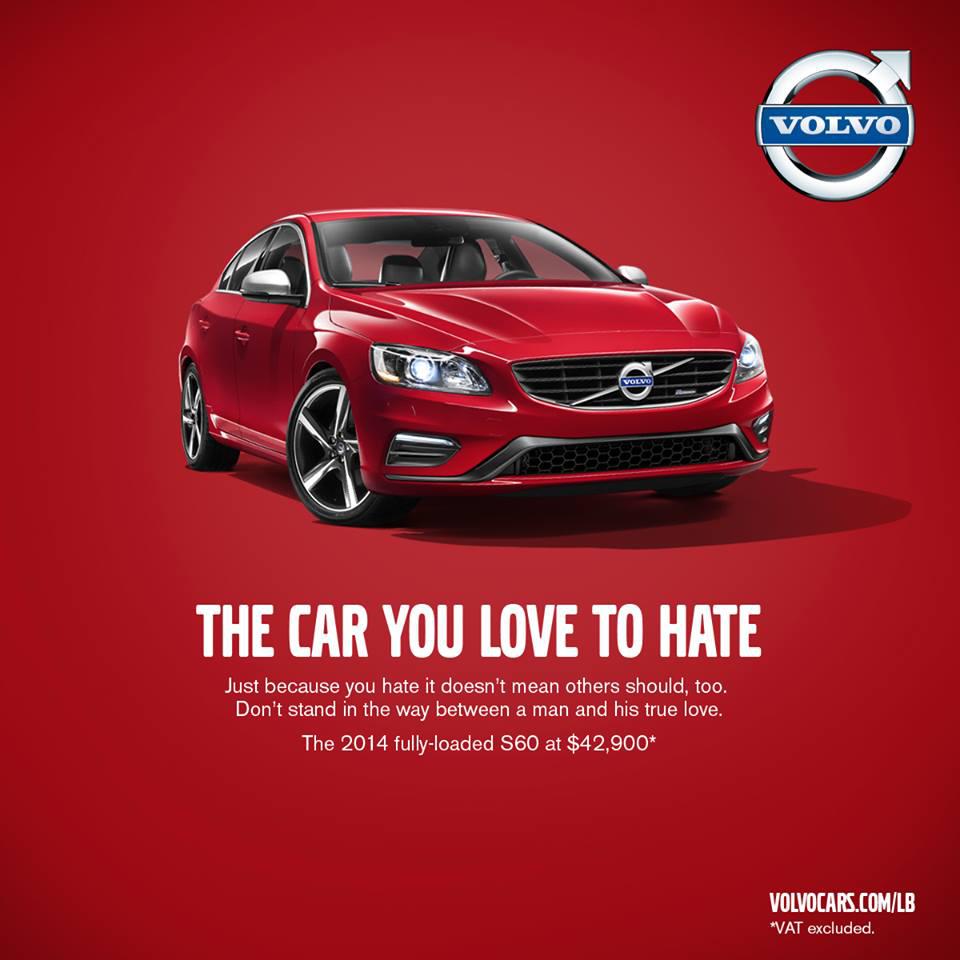 VOLVO
VOLVO
THE CAR YOU LOVE TO HATE
Just because you hate it doesn't mean others should, too.
Don't stand in the way between a man and his true love.
The 2014 fully-loaded S60 at $42,900*
VOLVOCARS.COM/LB
*VAT excluded.